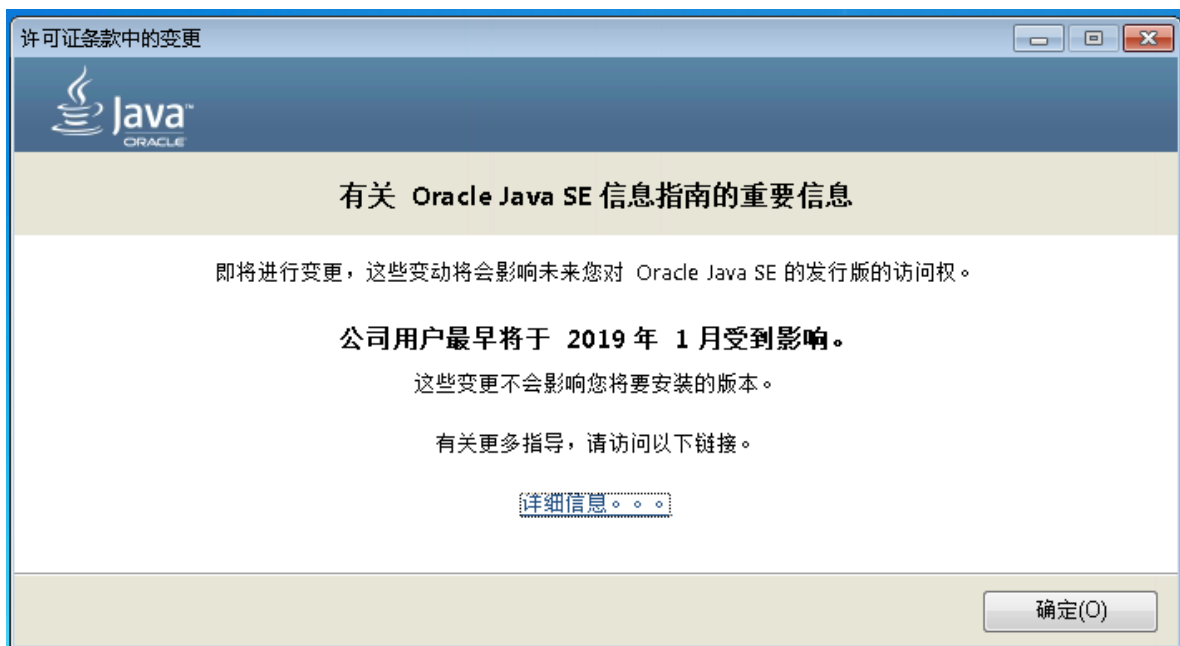 许可证条款中的变更
Java™
ORACLE
有关 Oracle Java SE 信息指南的重要信息
即将进行变更，这些变动将会影响未来您对 Oracle Java SE 的发行版的访问权。
公司用户最早将于 2019 年 1 月受到影响。
这些变更不会影响您将要安装的版本。
有关更多指导，请访问以下链接。
详细信息。。。
确定(O)